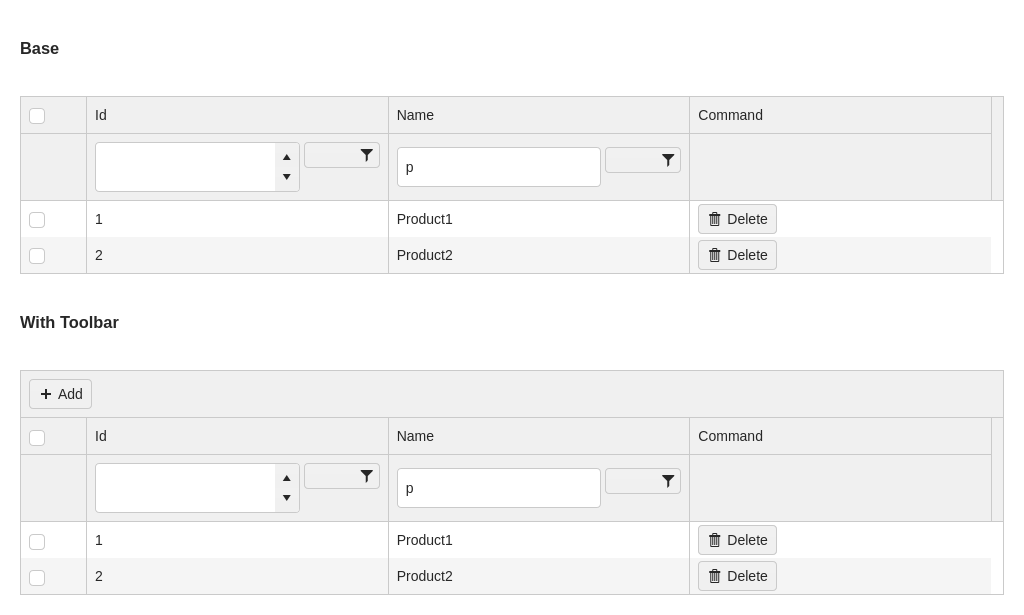 Base
Id Name Command
p
1 Product1 Delete
2 Product2 Delete
With Toolbar
Add
Id Name Command
p
1 Product1 Delete
2 Product2 Delete